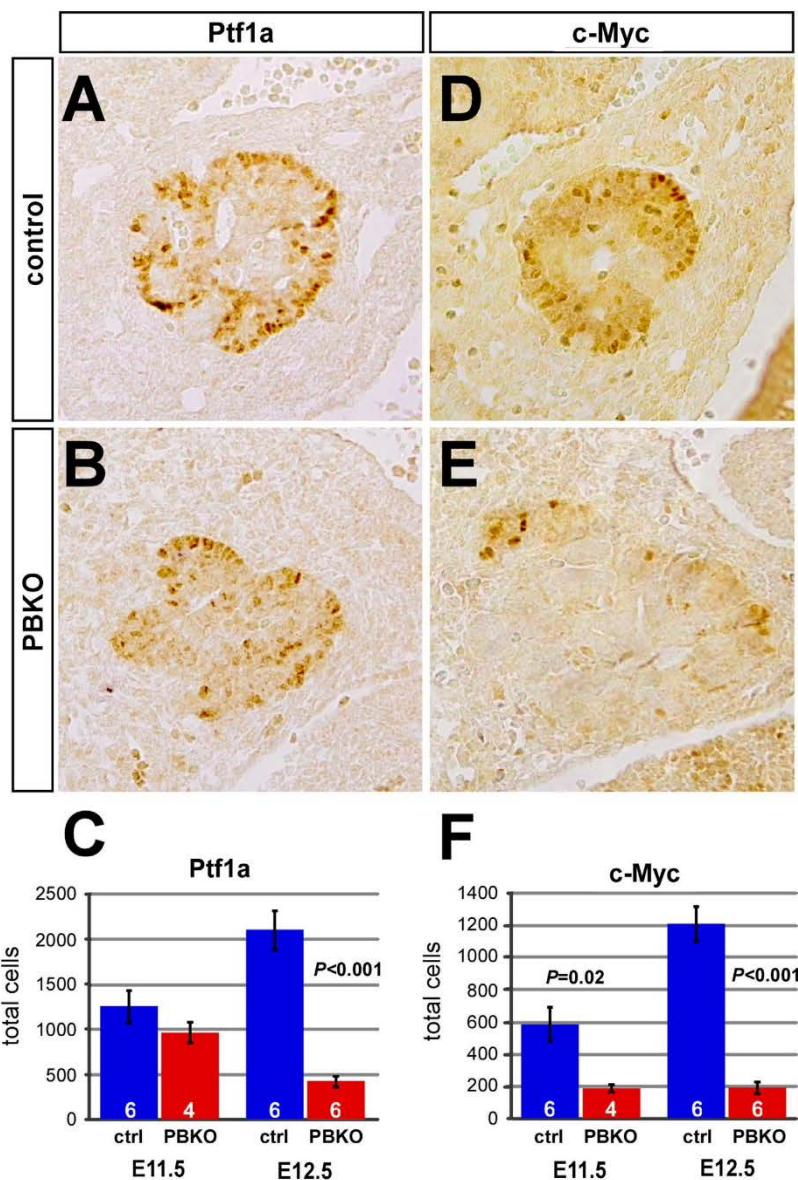 Ptf1a
c-Myc
control
A
D
PBKO
B
E
C
Ptf1a
total cells
2500
2000
1500
1000
500
0
P<0.001
6
4
6
6
ctrl
PBKO
ctrl
PBKO
E11.5
E12.5
F
c-Myc
total cells
1400
1200
1000
800
600
400
200
0
P=0.02
P<0.001
6
4
6
6
ctrl
PBKO
ctrl
PBKO
E11.5
E12.5